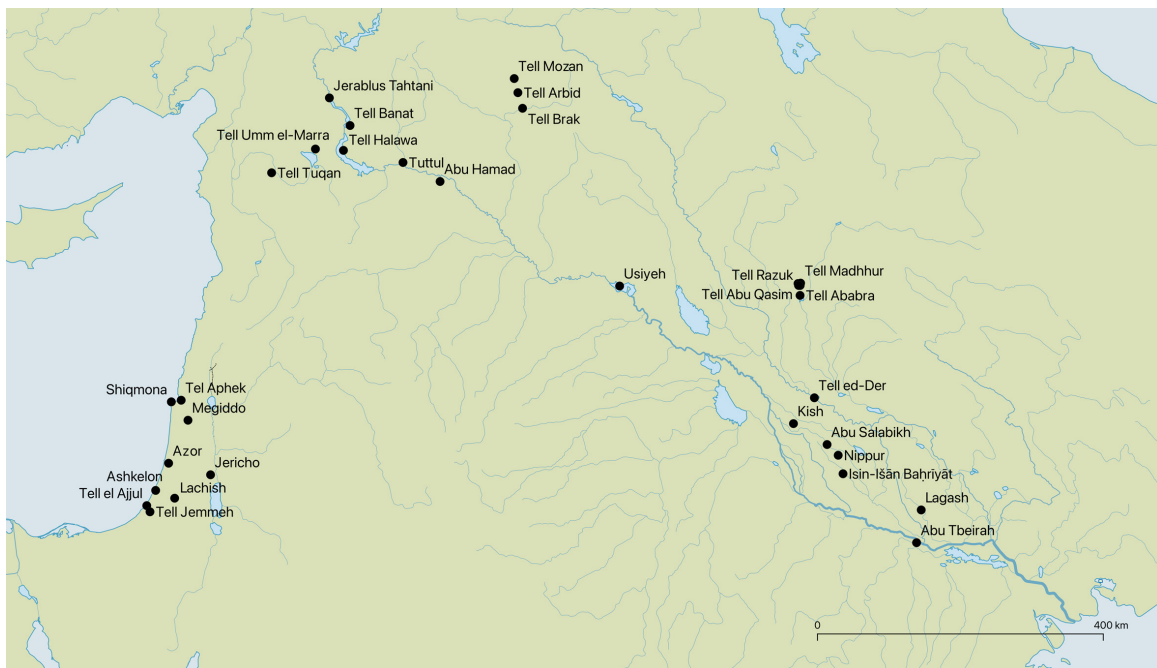 Tell Mozan
Jerablus Tahtani
Tell Arbid
Tell Banat
Tell Brak
Tell Umm el-Marra
Tell Halawa
Tuttul
Tell Tuqan
Abu Hamad
Usiyeh
Tell Razuk
Tell Madhhur
Tell Abu Qasim
Tell Ababra
Shiqmona
Tel Aphek
Tell ed-Der
Megiddo
Kish
Abu Salabikh
Azor
Nippur
Jericho
Ashkelon
Isin-Išān Baḥrīyāt
Lachish
Tell el Ajjul
Lagash
Tell Jemmeh
Abu Tbeirah
0
400 km